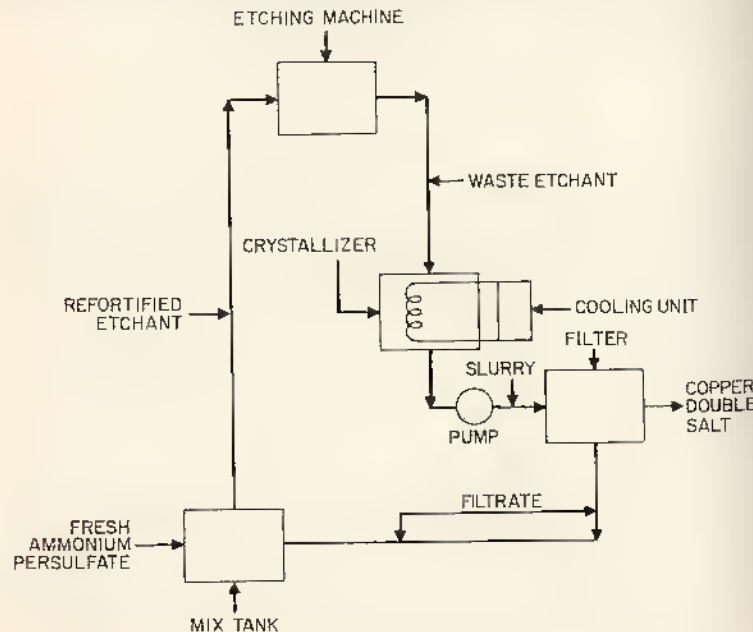 ETCHING MACHINE
WASTE ETCHANT
CRYSTALLIZER
REFORTIFIED
ETCHANT
COOLING UNIT
FILTER
SLURRY
COPPER
DOUBLE
SALT
PUMP
FILTRATE
FRESH
AMMONIUM
PERSULFATE
MIX TANK